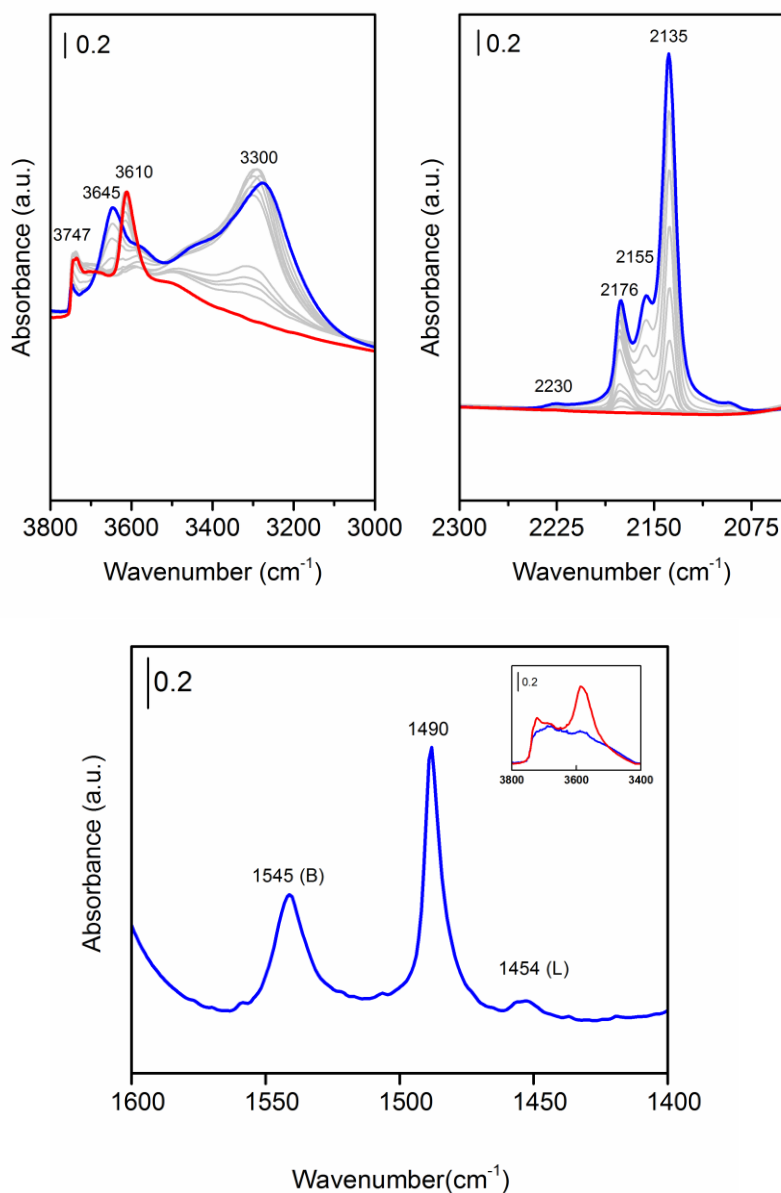 0.2
3747
3645
3610
3300
Absorbance (a.u.)
3800 3600 3400 3200 3000
Wavenumber (cm-1)
0.2
2230
2176
2155
2135
Absorbance (a.u.)
2300 2225 2150 2075
Wavenumber (cm-1)
0.2
1545 (B)
1490
1454 (L)
Absorbance (a.u.)
1600 1550 1500 1450 1400
Wavenumber(cm-1)
0.2
3800 3600 3400